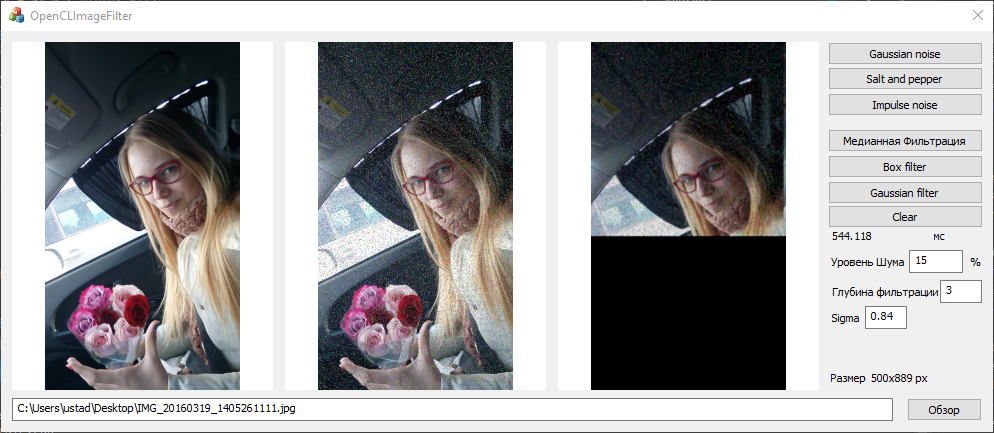 OpenCLImageFilter
Gaussian noise
Salt and pepper
Impulse noise
Медианная Фильтрация
Box filter
Gaussian filter
Clear
544.118 мс
Уровень Шума 15 %
Глубина фильтрации 3
Sigma 0.84
Размер 500x889 px
C:\Users\ustad\Desktop\IMG_20160319_1405261111.jpg
Обзор